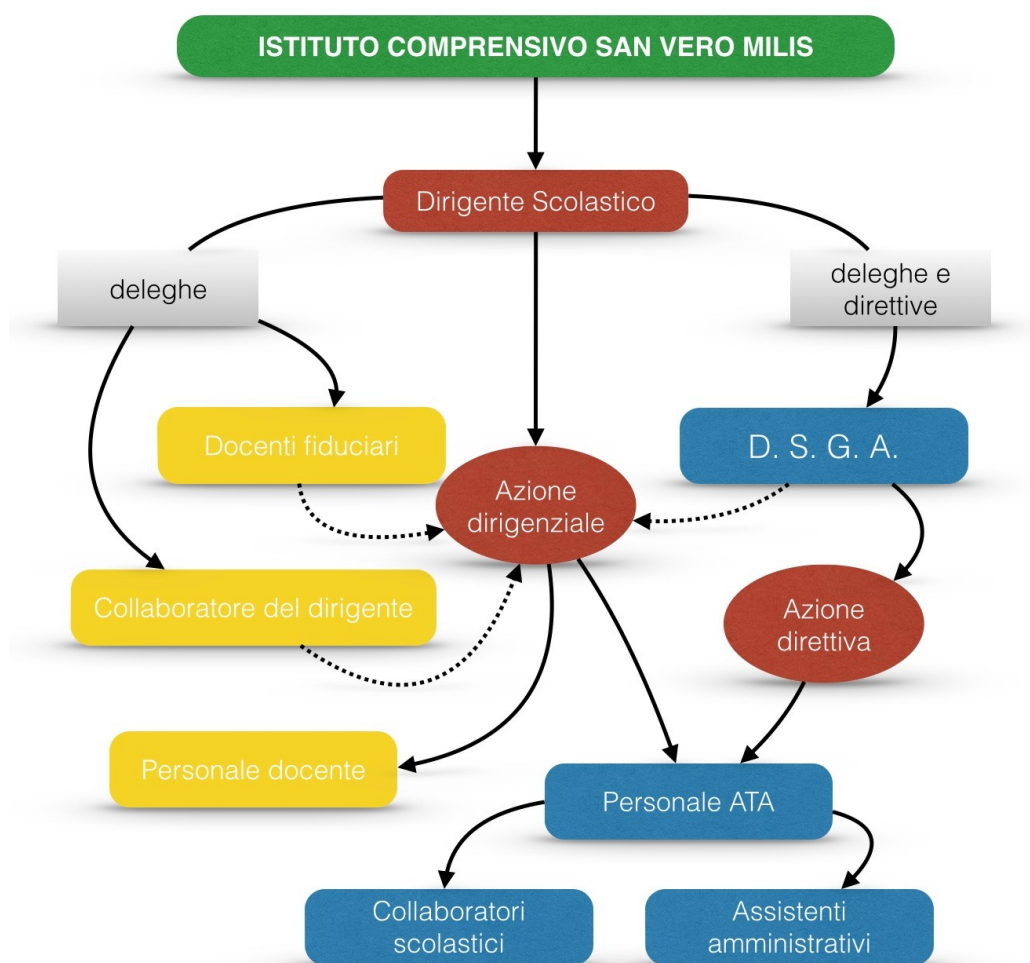 ISTITUTO COMPRENSIVO SAN VERO MILIS
Dirigente Scolastico
deleghe
deleghe e
direttive
Docenti fiduciari
D. S. G. A.
Azione
dirigenziale
Collaboratore del dirigente
Azione
direttiva
Personale docente
Personale ATA
Collaboratori
scolastici
Assistenti
amministrativi